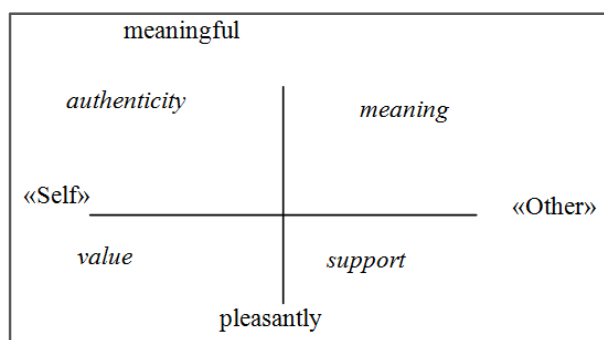 meaningful
authenticity
meaning
«Self»
«Other»
value
support
pleasantly